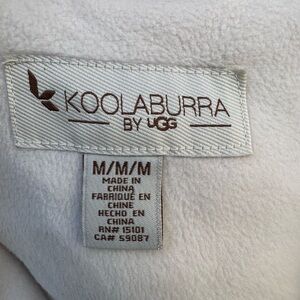 KOOLABURRA
BY UGG
M/M/M
MADE IN
CHINA
FABRIQUÉ EN
CHINE
HECHO EN
CHINA
RN# 15101
CA# 59087